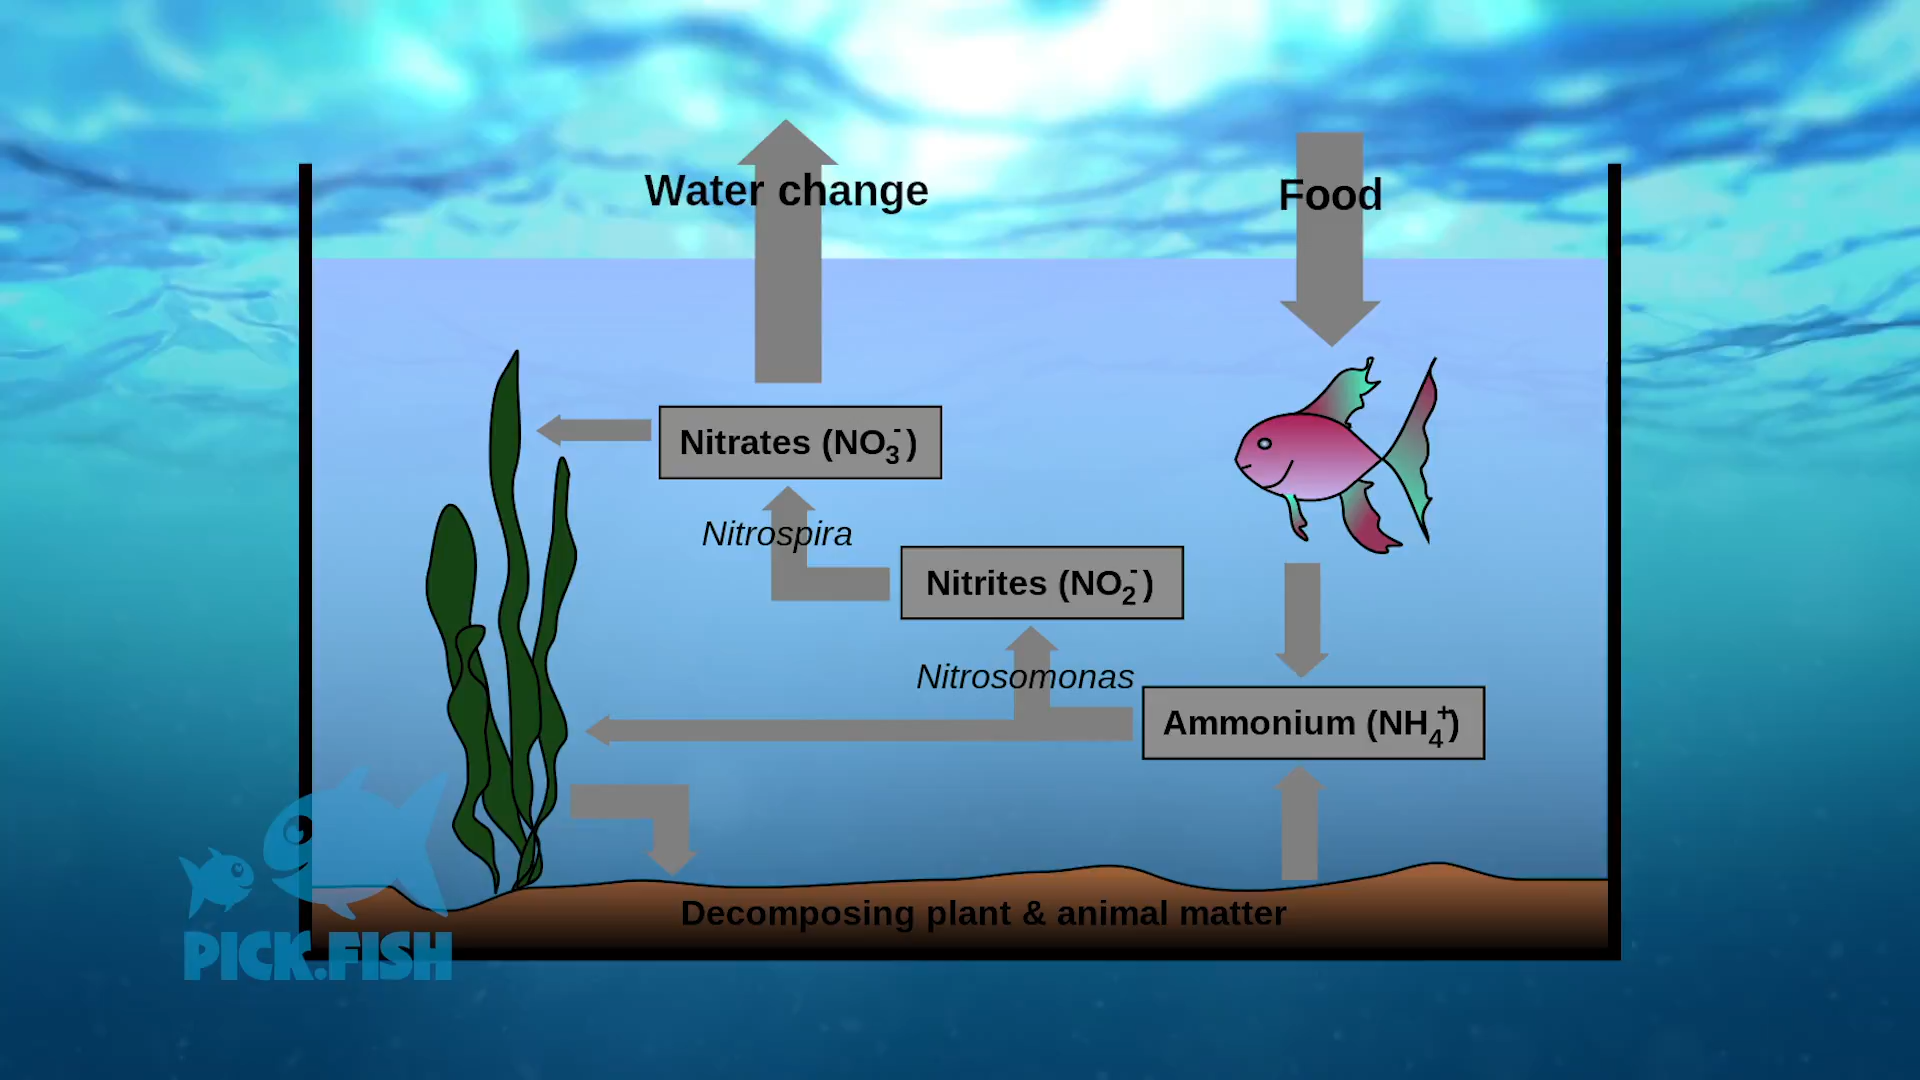 Water change
Food
Nitrates (NO₃⁻)
Nitrospira
Nitrites (NO₂⁻)
Nitrosomonas
Ammonium (NH₄⁺)
Decomposing plant & animal matter
PICK.FISH